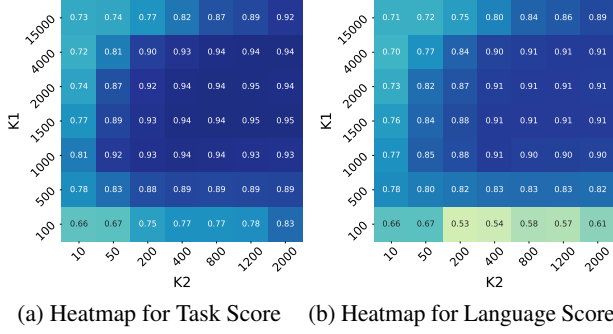 15000 0.73 0.74 0.77 0.82 0.87 0.89 0.92
4000 0.72 0.81 0.90 0.93 0.94 0.94 0.94
2000 0.74 0.87 0.92 0.94 0.94 0.95 0.94
1500 0.77 0.89 0.93 0.94 0.94 0.95 0.95
1000 0.81 0.92 0.93 0.94 0.94 0.93 0.93
500 0.78 0.83 0.88 0.89 0.89 0.89 0.89
100 0.66 0.67 0.75 0.77 0.77 0.78 0.83
K1
10 50 200 400 800 1200 2000
K2
(a) Heatmap for Task Score
15000 0.71 0.72 0.75 0.80 0.84 0.86 0.89
4000 0.70 0.77 0.84 0.90 0.91 0.91 0.91
2000 0.73 0.82 0.87 0.91 0.91 0.91 0.91
1500 0.76 0.84 0.88 0.91 0.91 0.91 0.91
1000 0.77 0.85 0.88 0.91 0.90 0.90 0.90
500 0.78 0.80 0.82 0.83 0.83 0.83 0.82
100 0.66 0.67 0.53 0.54 0.58 0.57 0.61
K1
10 50 200 400 800 1200 2000
K2
(b) Heatmap for Language Score